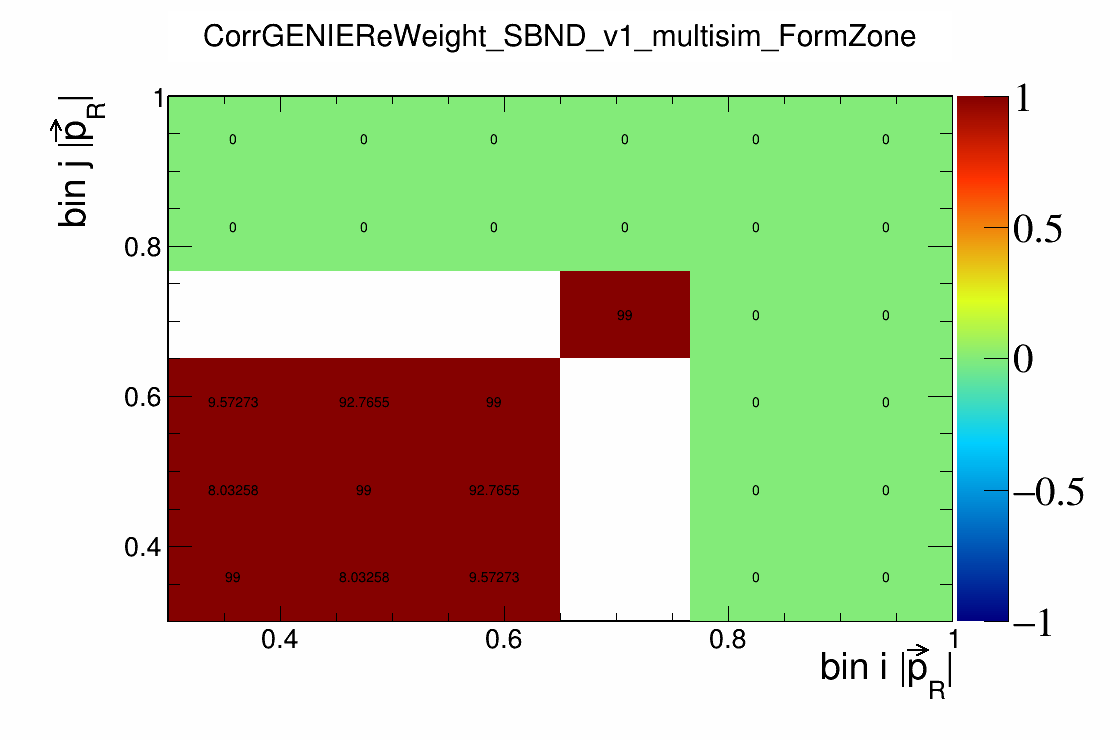 CorrGENIEReWeight_SBND_v1_multisim_FormZone
bin j |p⃗_R|
1
0.8
0.6
0.4
0 0 0 0 0 0
0 0 0 0 0 0
99 0 0
9.57273 92.7655 99 0 0
8.03258 99 92.7655 0 0
99 8.03258 9.57273 0 0
0.4 0.6 0.8 1
bin i |p⃗_R|
1
0.5
0
−0.5
−1